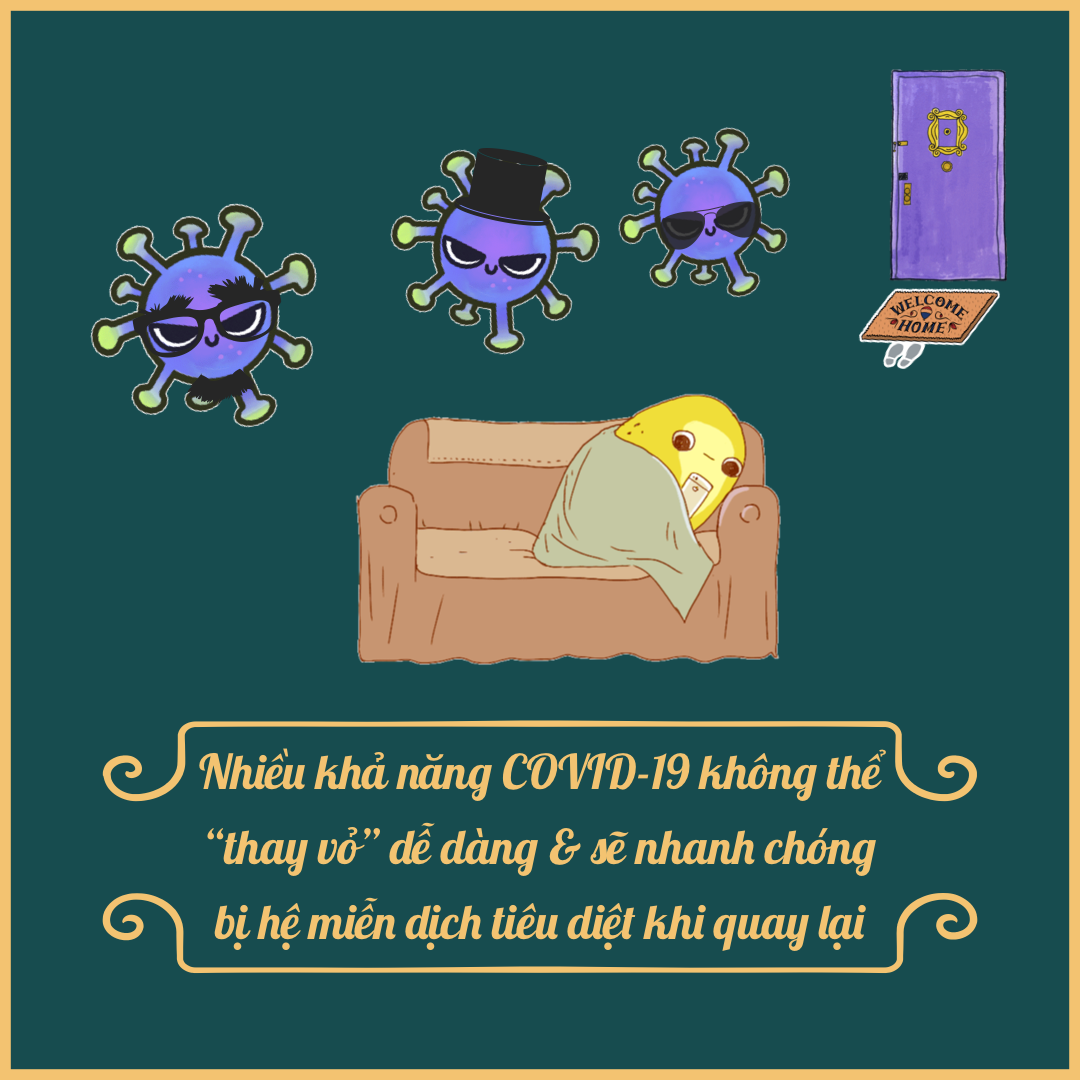 WELCOME
HOME
Nhiều khả năng COVID-19 không thể
“thay vỏ” dễ dàng & sẽ nhanh chóng
bị hệ miễn dịch tiêu diệt khi quay lại